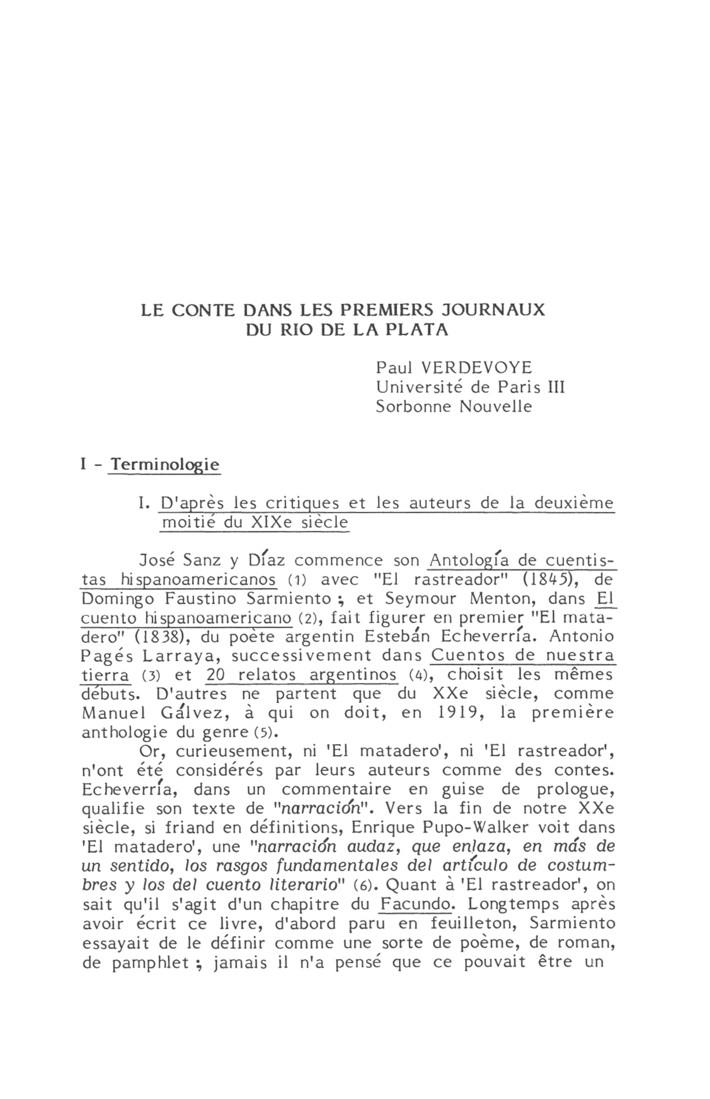 LE CONTE DANS LES PREMIERS JOURNAUX
DU RIO DE LA PLATA
Paul VERDEVOYE
Université de Paris III
Sorbonne Nouvelle
I - Terminologie
I. D'après les critiques et les auteurs de la deuxième
moitié du XIXe siècle
José Sanz y Díaz commence son Antología de cuentis-
tas hispanoamericanos (1) avec "El rastreador" (1845), de
Domingo Faustino Sarmiento ; et Seymour Menton, dans El
cuento hispanoamericano (2), fait figurer en premier "El mata-
dero" (1838), du poète argentin Esteban Echeverría. Antonio
Pagés Larraya, successivement dans Cuentos de nuestra
tierra (3) et 20 relatos argentinos (4), choisit les mêmes
débuts. D'autres ne partent que du XXe siècle, comme
Manuel Gálvez, à qui on doit, en 1919, la première
anthologie du genre (5).
Or, curieusement, ni 'El matadero', ni 'El rastreador',
n'ont été considérés par leurs auteurs comme des contes.
Echeverría, dans un commentaire en guise de prologue,
qualifie son texte de "narración". Vers la fin de notre XXe
siècle, si friand en définitions, Enrique Pupo-Walker voit dans
'El matadero', une "narración audaz, que enlaza, en más de
un sentido, los rasgos fundamentales del artículo de costum-
bres y los del cuento literario" (6). Quant à 'El rastreador', on
sait qu'il s'agit d'un chapitre du Facundo. Longtemps après
avoir écrit ce livre, d'abord paru en feuilleton, Sarmiento
essayait de le définir comme une sorte de poème, de roman,
de pamphlet ; jamais il n'a pensé que ce pouvait être un